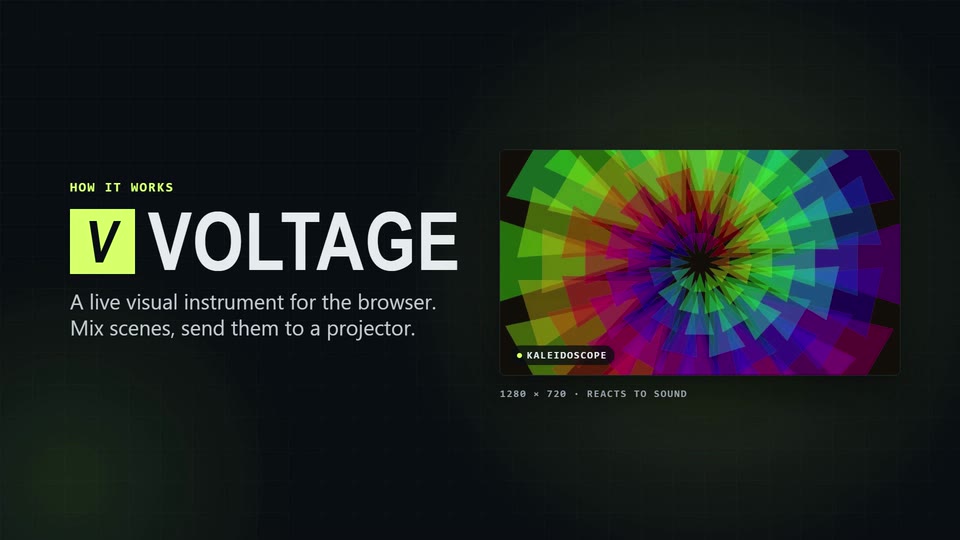 HOW IT WORKS
V VOLTAGE
A live visual instrument for the browser.
Mix scenes, send them to a projector.
KALEIDOSCOPE
1280 × 720 · REACTS TO SOUND